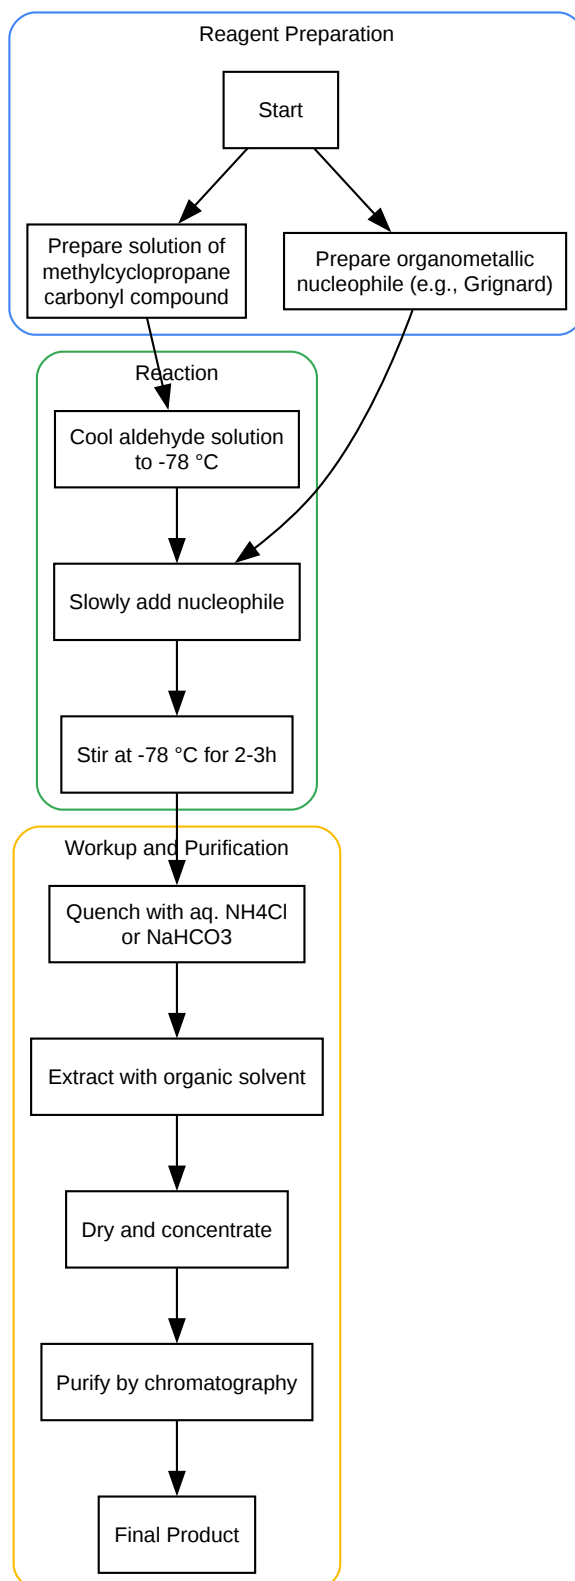 Reagent Preparation
Start
Prepare solution of
methylcyclopropane
carbonyl compound
Prepare organometallic
nucleophile (e.g., Grignard)
Reaction
Cool aldehyde solution
to -78 °C
Slowly add nucleophile
Stir at -78 °C for 2-3h
Workup and Purification
Quench with aq. NH4Cl
or NaHCO3
Extract with organic solvent
Dry and concentrate
Purify by chromatography
Final Product